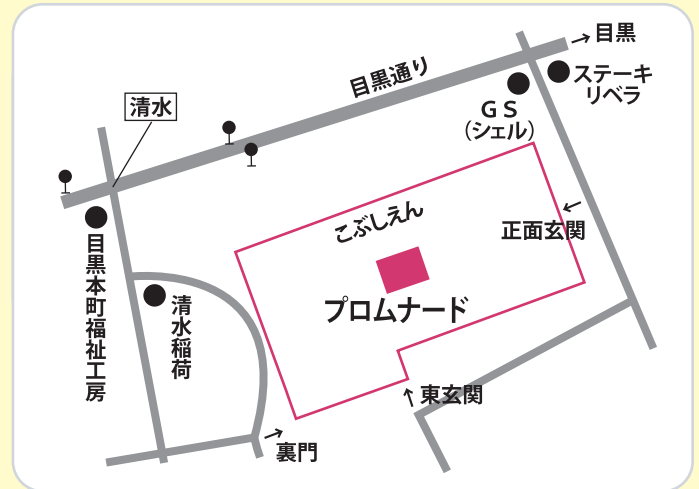 →目黒
目黒通り
ステーキ
リベラ
清水
GS
(シェル)
こぶしえん
正面玄関
←
プロムナード
目黒本町福祉工房
清水稲荷
↑
東玄関
→
裏門